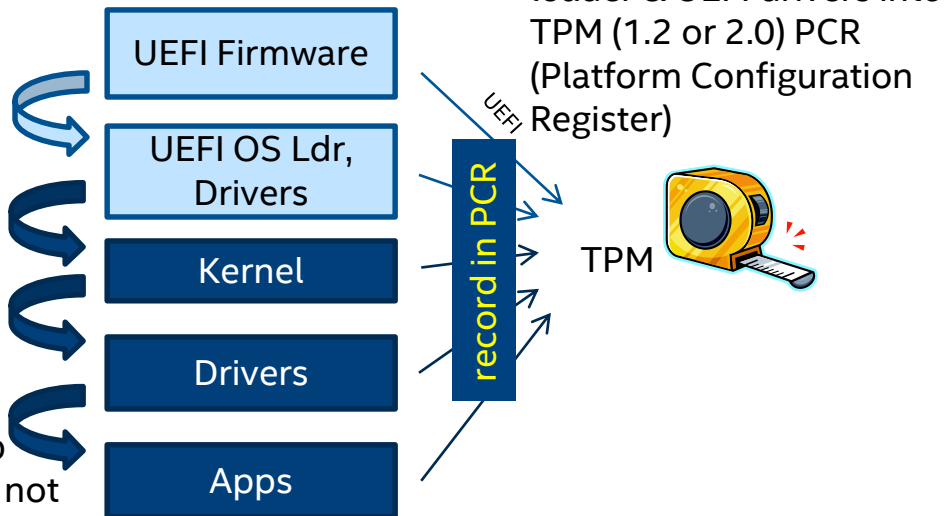 TPM (1.2 or 2.0) PCR
(Platform Configuration
Register)
UEFI Firmware
UEFI
UEFI OS Ldr,
Drivers
record in PCR
Kernel
TPM
Drivers
not
Apps